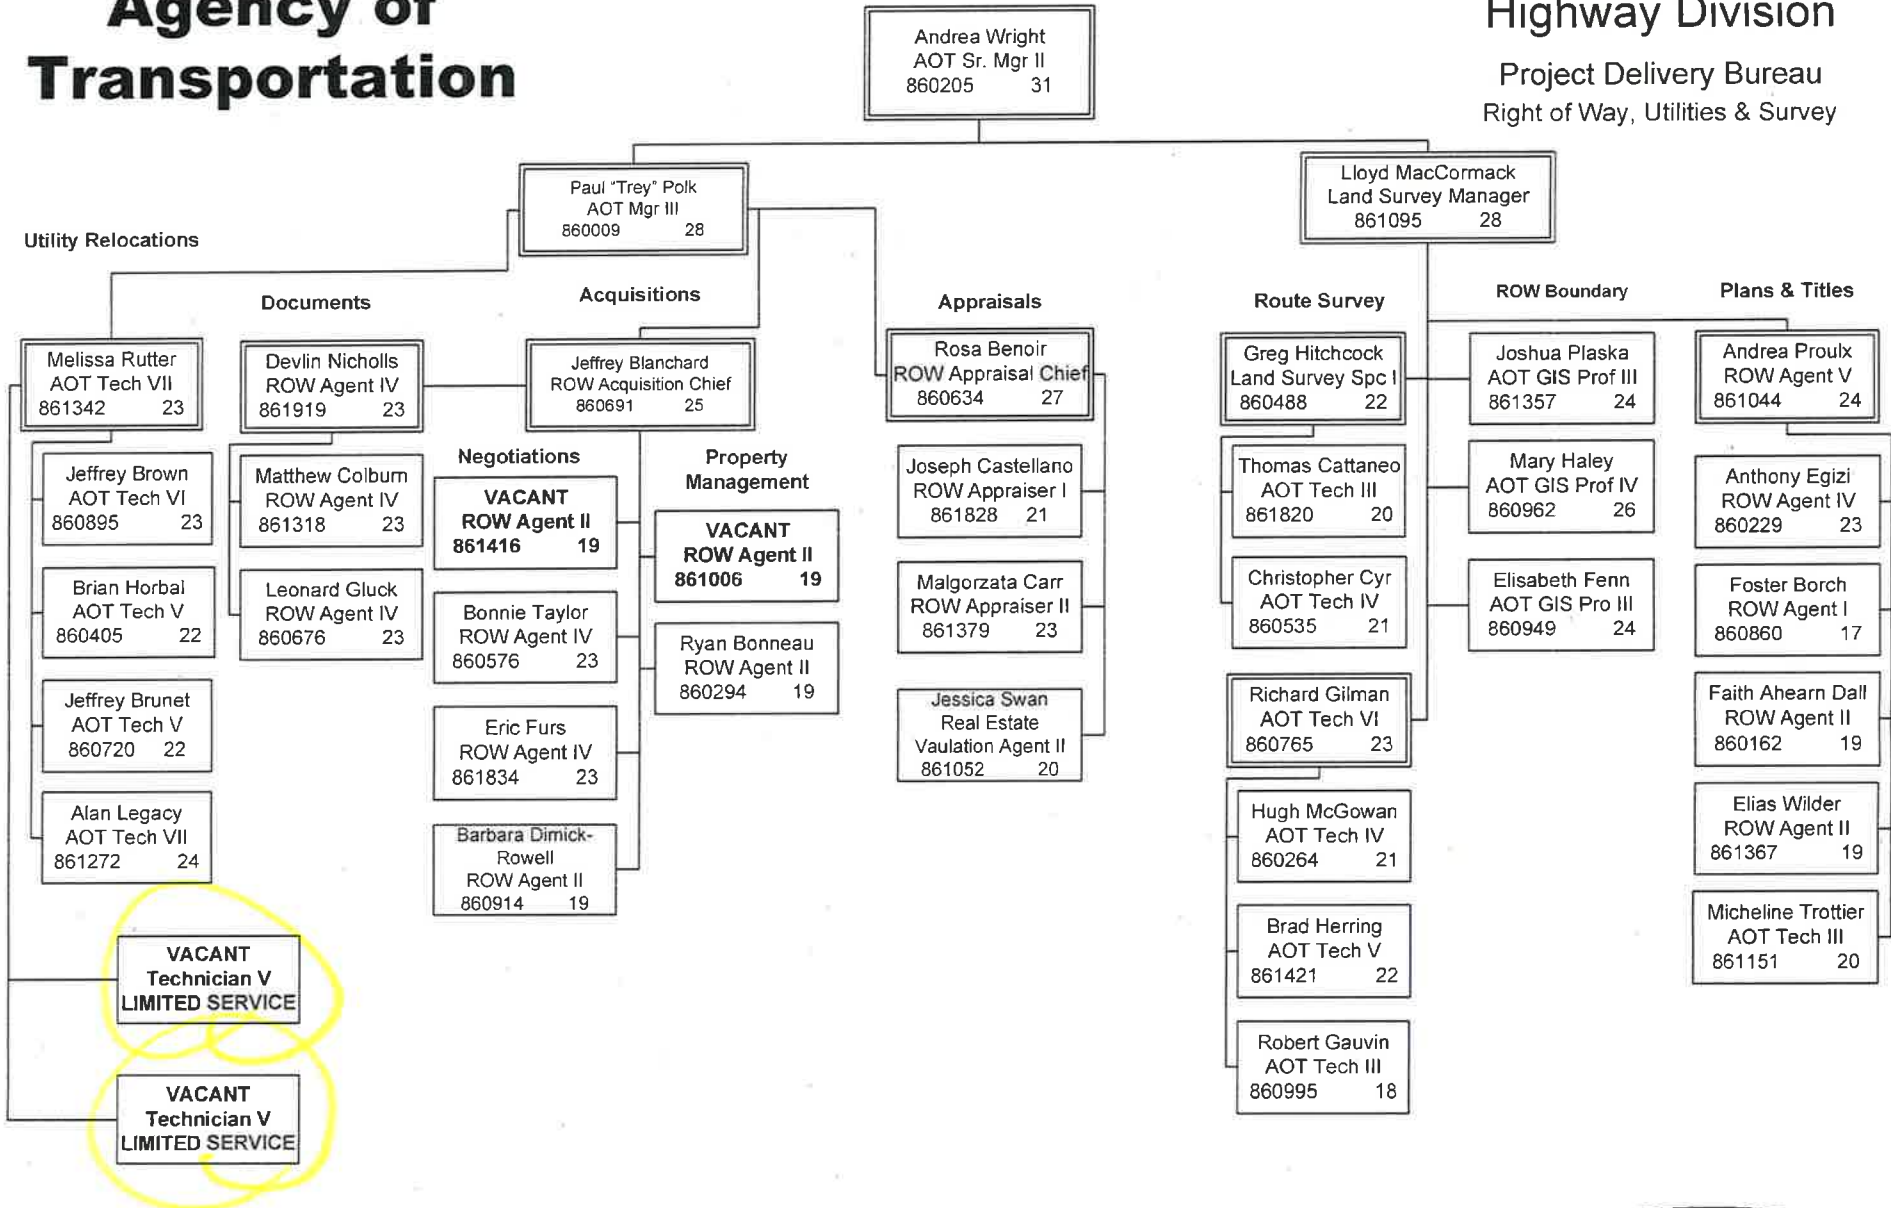 Agency of
Transportation
Highway Division
Project Delivery Bureau
Right of Way, Utilities & Survey
Andrea Wright
AOT Sr. Mgr II
860205 31
Paul "Trey" Polk
AOT Mgr III
860009 28
Lloyd MacCormack
Land Survey Manager
861095 28
Utility Relocations
Melissa Rutter
AOT Tech VII
861342 23
Jeffrey Brown
AOT Tech VI
860895 23
Brian Horbal
AOT Tech V
860405 22
Jeffrey Brunet
AOT Tech V
860720 22
Alan Legacy
AOT Tech VII
861272 24
VACANT
Technician V
LIMITED SERVICE
VACANT
Technician V
LIMITED SERVICE
Documents
Devlin Nicholls
ROW Agent IV
861919 23
Matthew Colburn
ROW Agent IV
861318 23
Leonard Gluck
ROW Agent IV
860676 23
Acquisitions
Jeffrey Blanchard
ROW Acquisition Chief
860691 25
Negotiations
VACANT
ROW Agent II
861416 19
Bonnie Taylor
ROW Agent IV
860576 23
Eric Furs
ROW Agent IV
861834 23
Barbara Dimick-
Rowell
ROW Agent II
860914 19
Property
Management
VACANT
ROW Agent II
861006 19
Ryan Bonneau
ROW Agent II
860294 19
Appraisals
Rosa Benoir
ROW Appraisal Chief
860634 27
Joseph Castellano
ROW Appraiser I
861828 21
Malgorzata Carr
ROW Appraiser II
861379 23
Jessica Swan
Real Estate
Vaulation Agent II
861052 20
Route Survey
Greg Hitchcock
Land Survey Spc I
860488 22
Thomas Cattaneo
AOT Tech III
861820 20
Christopher Cyr
AOT Tech IV
860535 21
Richard Gilman
AOT Tech VI
860765 23
Hugh McGowan
AOT Tech IV
860264 21
Brad Herring
AOT Tech V
861421 22
Robert Gauvin
AOT Tech III
860995 18
ROW Boundary
Joshua Plaska
AOT GIS Prof III
861357 24
Mary Haley
AOT GIS Prof IV
860962 26
Elisabeth Fenn
AOT GIS Pro III
860949 24
Plans & Titles
Andrea Proulx
ROW Agent V
861044 24
Anthony Egizi
ROW Agent IV
860229 23
Foster Borch
ROW Agent I
860860 17
Faith Ahearn Dall
ROW Agent II
860162 19
Elias Wilder
ROW Agent II
861367 19
Micheline Trottier
AOT Tech III
861151 20